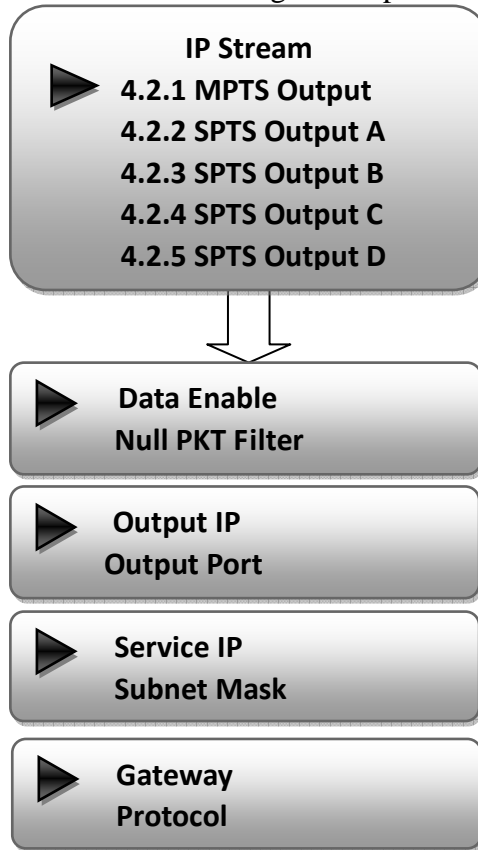 IP Stream
4.2.1 MPTS Output
4.2.2 SPTS Output A
4.2.3 SPTS Output B
4.2.4 SPTS Output C
4.2.5 SPTS Output D
Data Enable
Null PKT Filter
Output IP
Output Port
Service IP
Subnet Mask
Gateway
Protocol